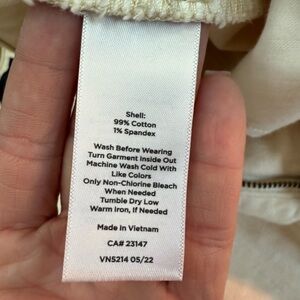 Shell:
99% Cotton
1% Spandex
Wash Before Wearing
Turn Garment Inside Out
Machine Wash Cold With
Like Colors
Only Non-Chlorine Bleach
When Needed
Tumble Dry Low
Warm Iron, If Needed
Made in Vietnam
CA# 23147
VN5214 05/22